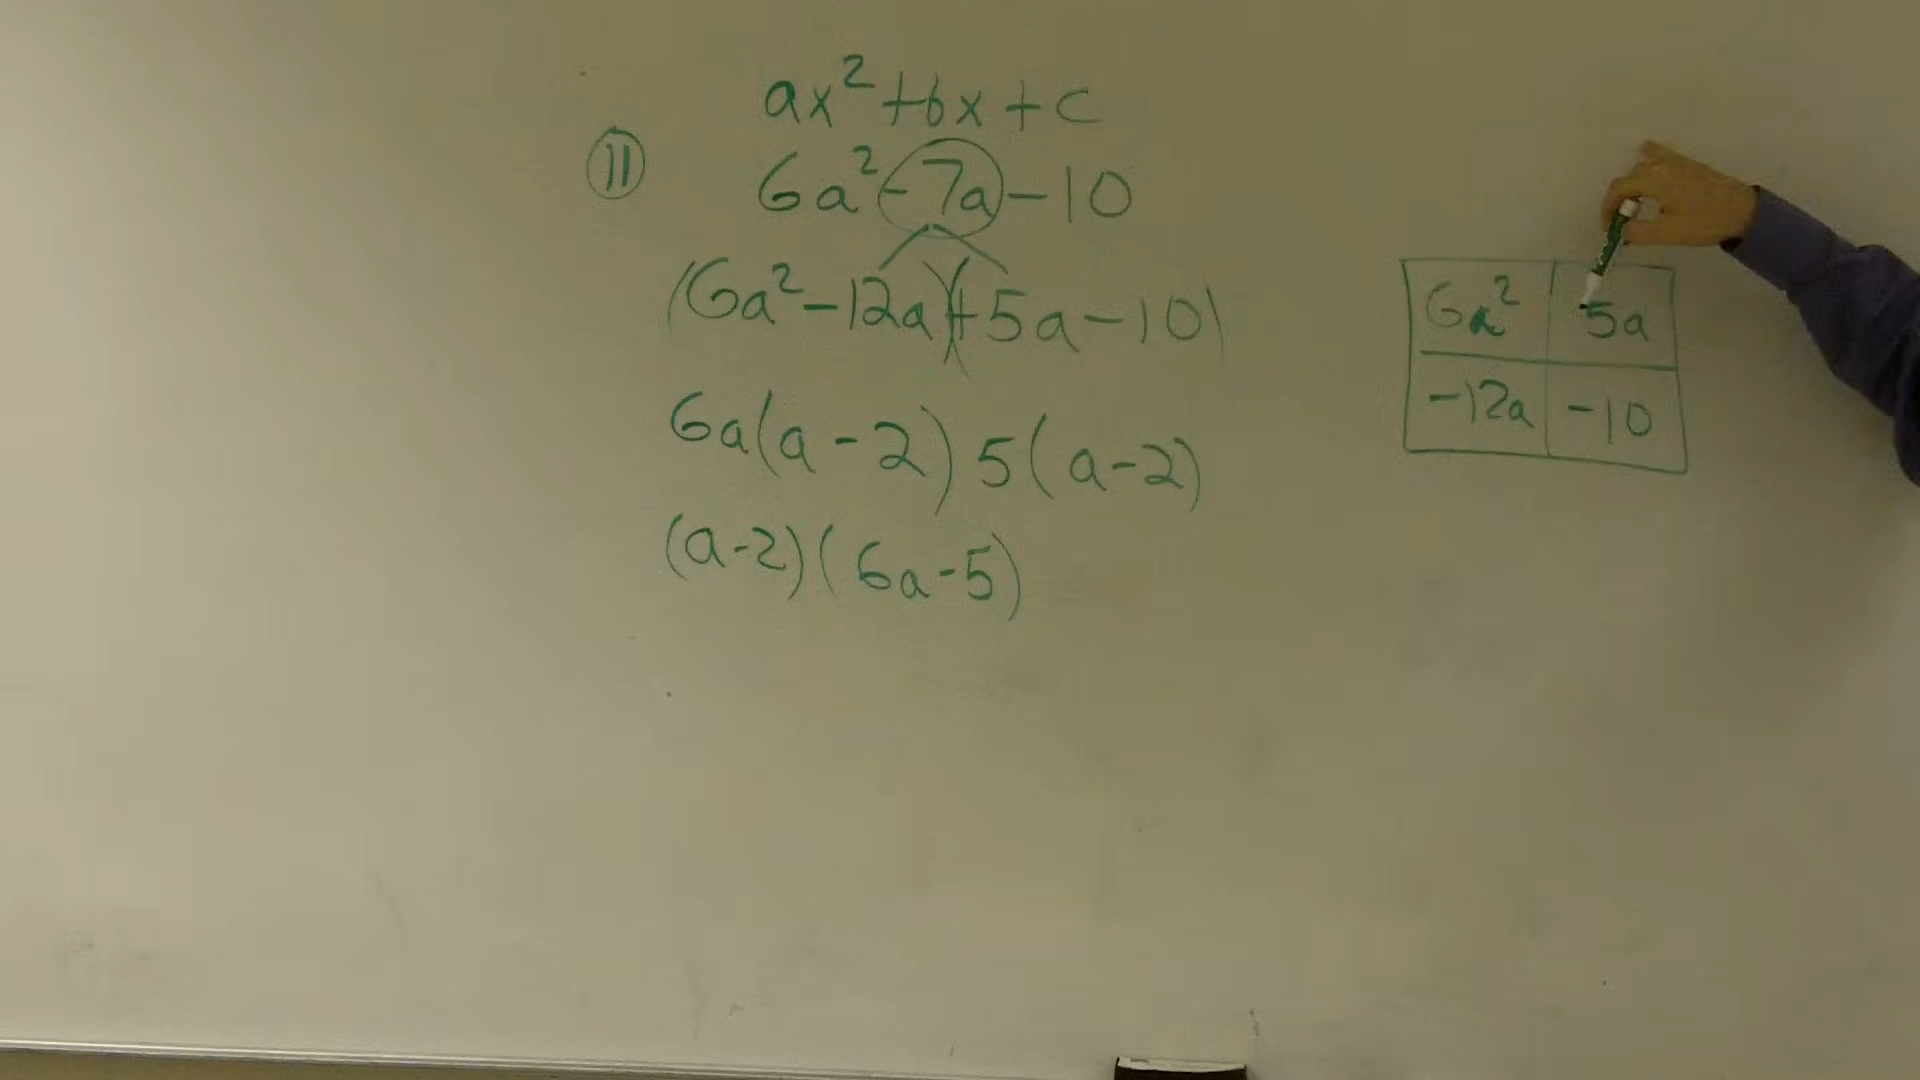 ax²+bx+c
11 6a²-7a-10
(6a²-12a)(+5a-10)
6a(a-2) 5(a-2)
(a-2)(6a-5)
6a² 5a
-12a -10